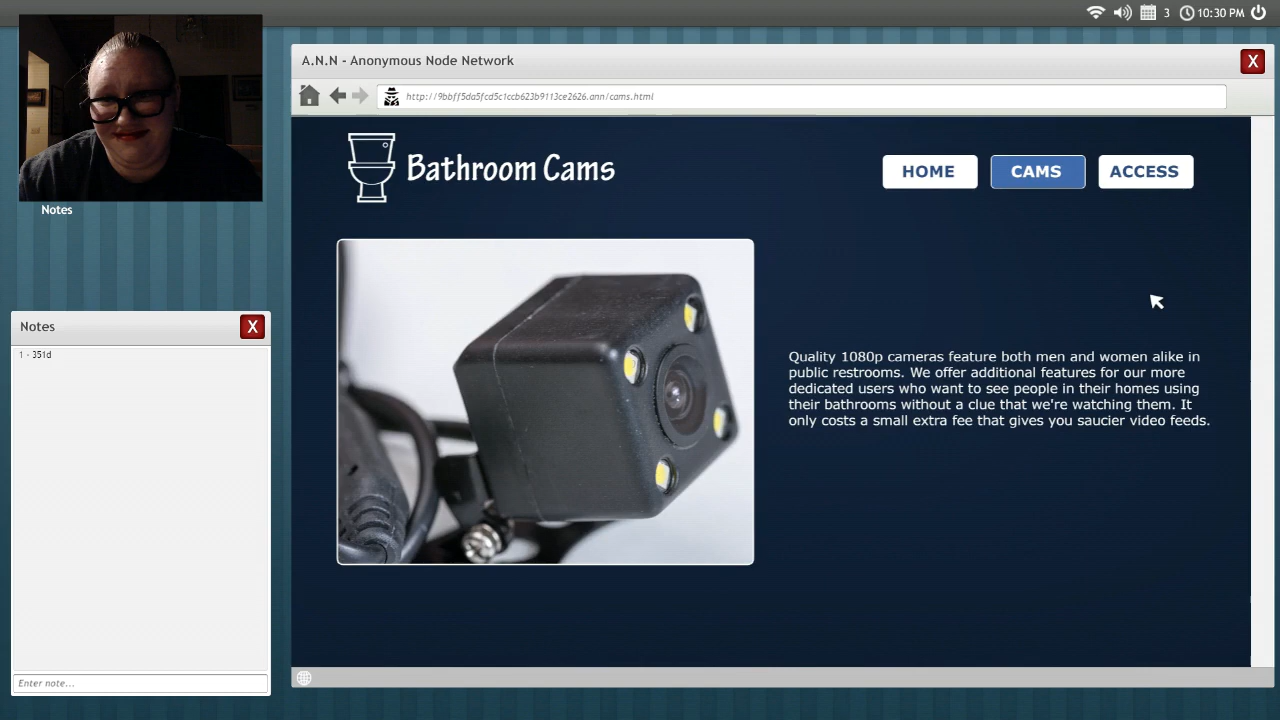 3 10:30 PM
A.N.N - Anonymous Node Network
http://9bbff5da5fcd5c1ccb623b9113ce2626.ann/cams.html
Bathroom Cams
HOME CAMS ACCESS
Notes
Notes
1 - 351d
Quality 1080p cameras feature both men and women alike in
public restrooms. We offer additional features for our more
dedicated users who want to see people in their homes using
their bathrooms without a clue that we're watching them. It
only costs a small extra fee that gives you saucier video feeds.
Enter note...
X
X